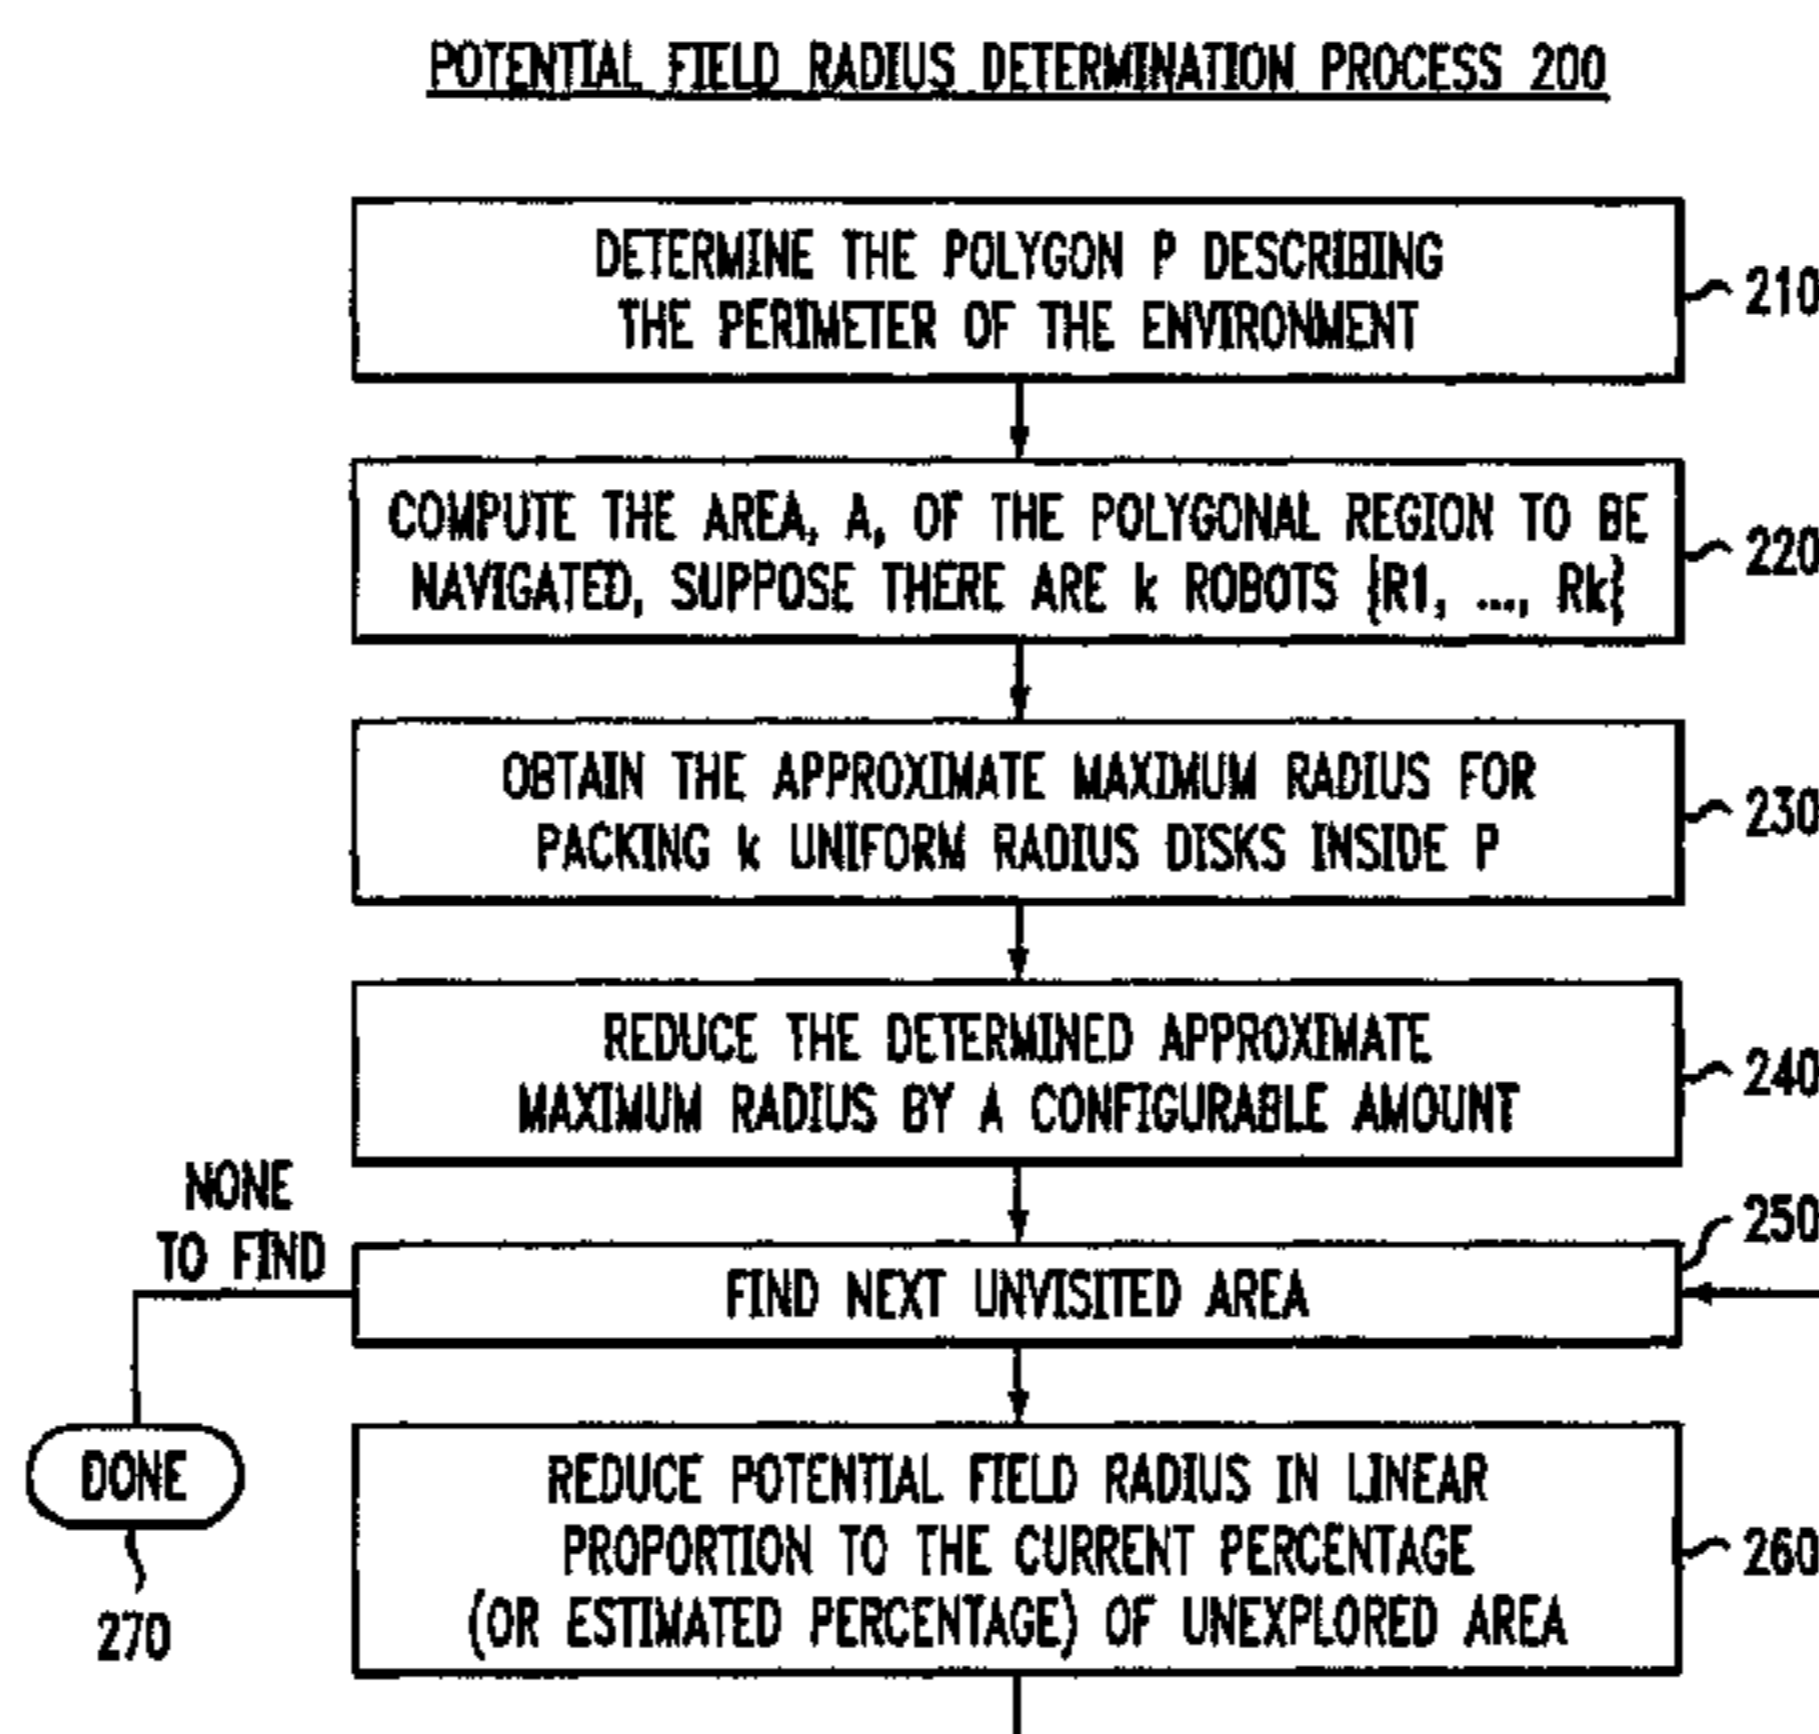 POTENTIAL FIELD RADIUS DETERMINATION PROCESS 200
DETERMINE THE POLYGON P DESCRIBING
THE PERIMETER OF THE ENVIRONMENT
210
COMPUTE THE AREA, A, OF THE POLYGONAL REGION TO BE
NAVIGATED, SUPPOSE THERE ARE k ROBOTS {R1, ..., Rk}
220
OBTAIN THE APPROXIMATE MAXIMUM RADIUS FOR
PACKING k UNIFORM RADIUS DISKS INSIDE P
230
REDUCE THE DETERMINED APPROXIMATE
MAXIMUM RADIUS BY A CONFIGURABLE AMOUNT
240
NONE
TO FIND
250
FIND NEXT UNVISITED AREA
DONE
270
REDUCE POTENTIAL FIELD RADIUS IN LINEAR
PROPORTION TO THE CURRENT PERCENTAGE
(OR ESTIMATED PERCENTAGE) OF UNEXPLORED AREA
260